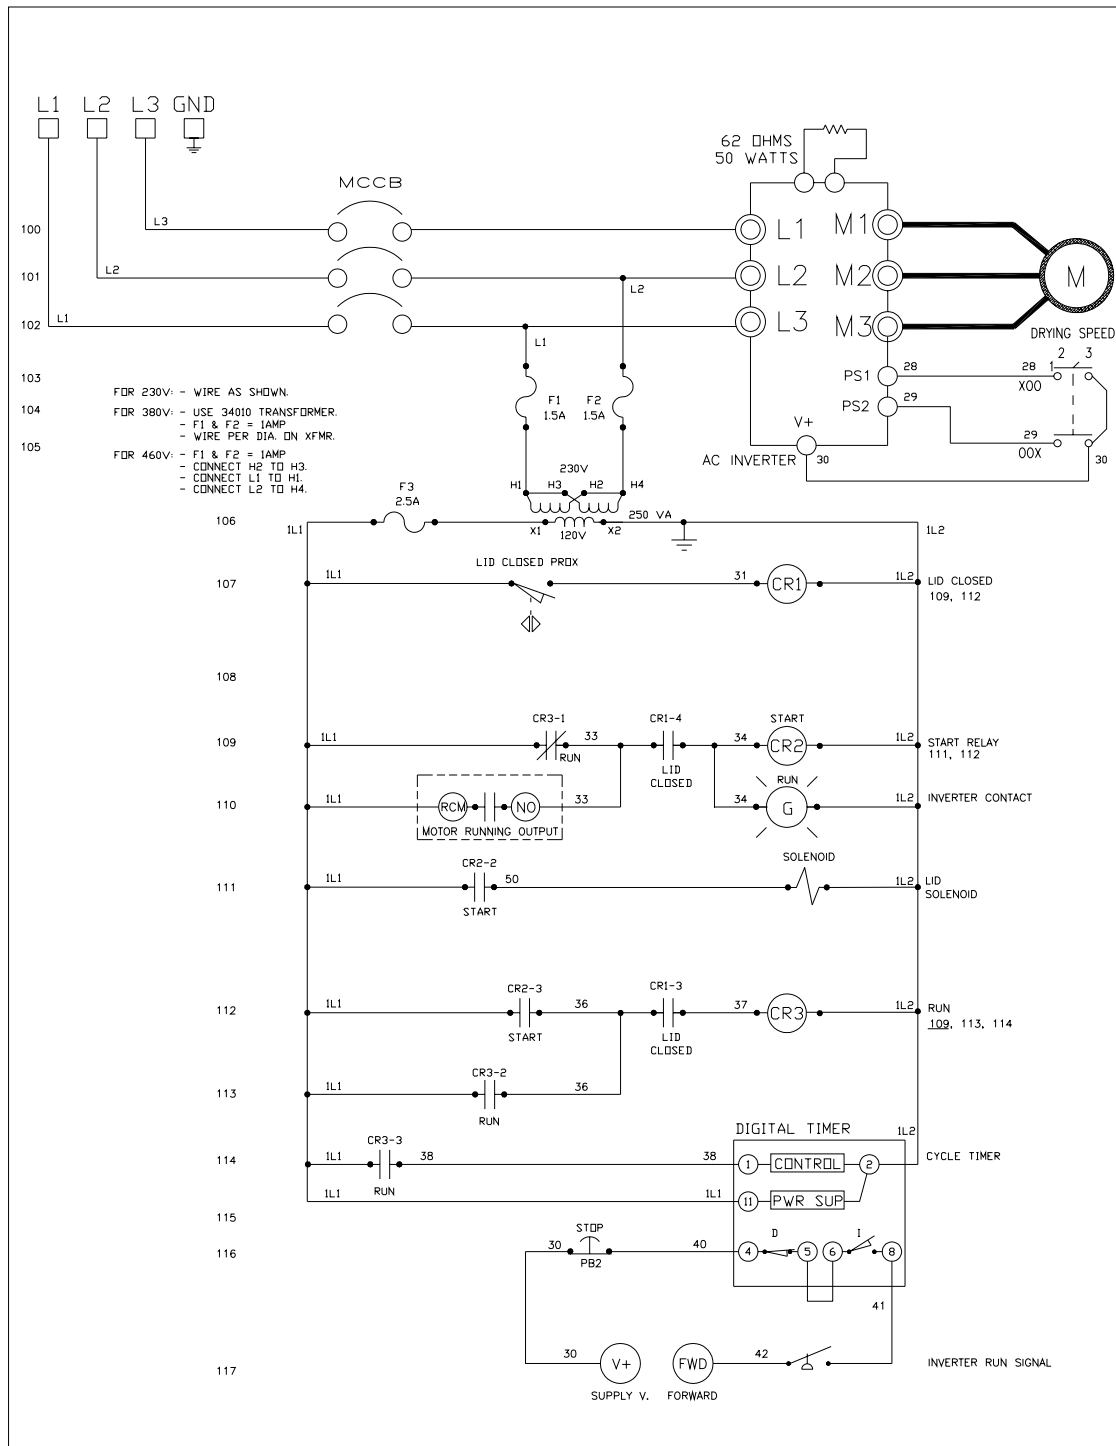 L1 L2 L3 GND
62 OHMS
50 WATTS
MCCB
100
L3
L1 M1
101
L2
L2
L2 M2
M
102
L1
L1
L3 M3
DRYING SPEED
1 2 3
103
PS1 28 28
X00
FOR 230V: - WIRE AS SHOWN.
104
FOR 380V: - USE 34010 TRANSFORMER.
- F1 & F2 = 1AMP
- WIRE PER DIA. ON XFMR.
F1
1.5A
F2
1.5A
PS2 29
V+
29
00X
105
FOR 460V: - F1 & F2 = 1AMP
- CONNECT H2 TO H3.
- CONNECT L1 TO H1.
- CONNECT L2 TO H4.
AC INVERTER 30
30
230V
H1 H3 H2 H4
F3
2.5A
106
1L1
X1 120V X2
250 VA
1L2
LID CLOSED PROX
107
1L1 31 CR1 1L2 LID CLOSED
109, 112
108
CR3-1 CR1-4 START
109
1L1 33 34 CR2 1L2 START RELAY
111, 112
RUN
LID
CLOSED
RUN
110
1L1 RCM NO 33 34 G 1L2 INVERTER CONTACT
MOTOR RUNNING OUTPUT
CR2-2 SOLENOID
111
1L1 50 1L2 LID
SOLENOID
START
CR2-3 CR1-3
112
1L1 36 37 CR3 1L2 RUN
109, 113, 114
START
LID
CLOSED
CR3-2
113
1L1 36
RUN
DIGITAL TIMER 1L2
CR3-3
114
1L1 38 38 1 CONTROL 2 CYCLE TIMER
RUN
1L1 1L1 11 PWR SUP
115
STOP D I
116
30 40 4 5 6 8
PB2
41
117
30 V+ FWD 42 INVERTER RUN SIGNAL
SUPPLY V. FORWARD